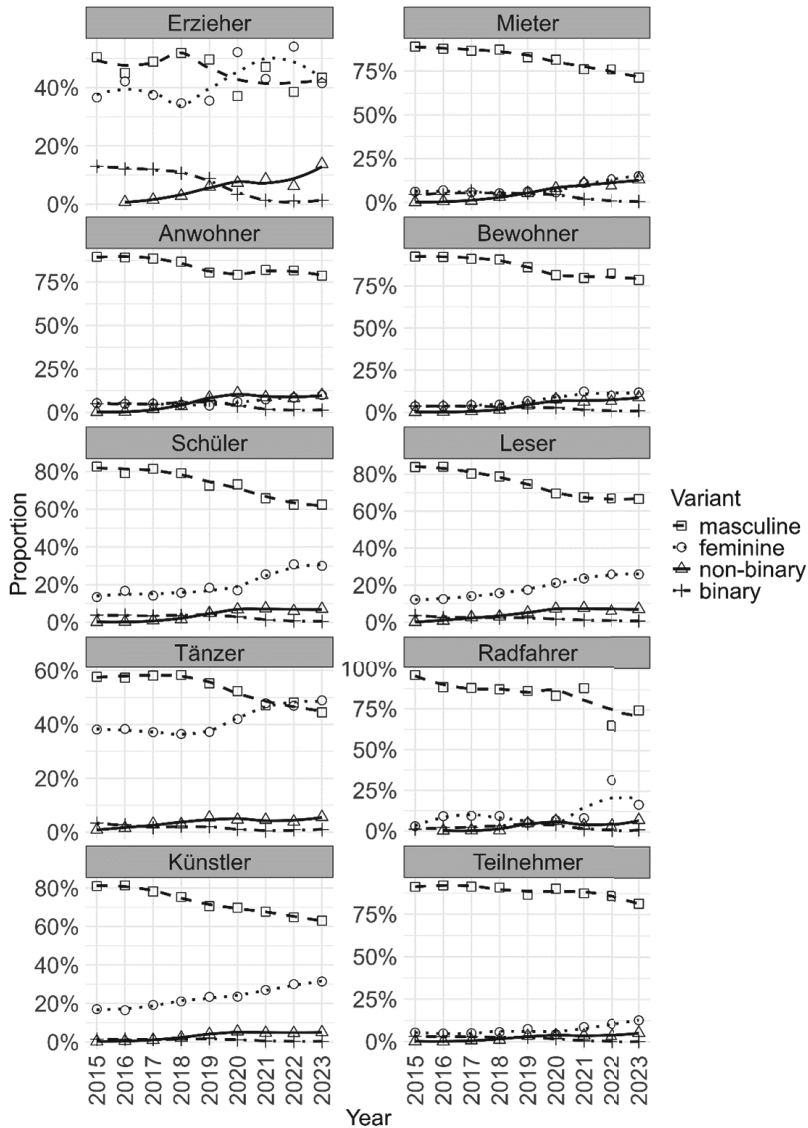 Erzieher
Mieter
40%
20%
0%
75%
50%
25%
0%
Anwohner
Bewohner
75%
50%
25%
0%
75%
50%
25%
0%
Schüler
Leser
80%
60%
40%
20%
0%
80%
60%
40%
20%
0%
Tänzer
Radfahrer
60%
40%
20%
0%
100%
75%
50%
25%
0%
Künstler
Teilnehmer
80%
60%
40%
20%
0%
75%
50%
25%
0%
2015 2016 2017 2018 2019 2020 2021 2022 2023
2015 2016 2017 2018 2019 2020 2021 2022 2023
Year
Proportion
Variant
masculine
feminine
non-binary
binary